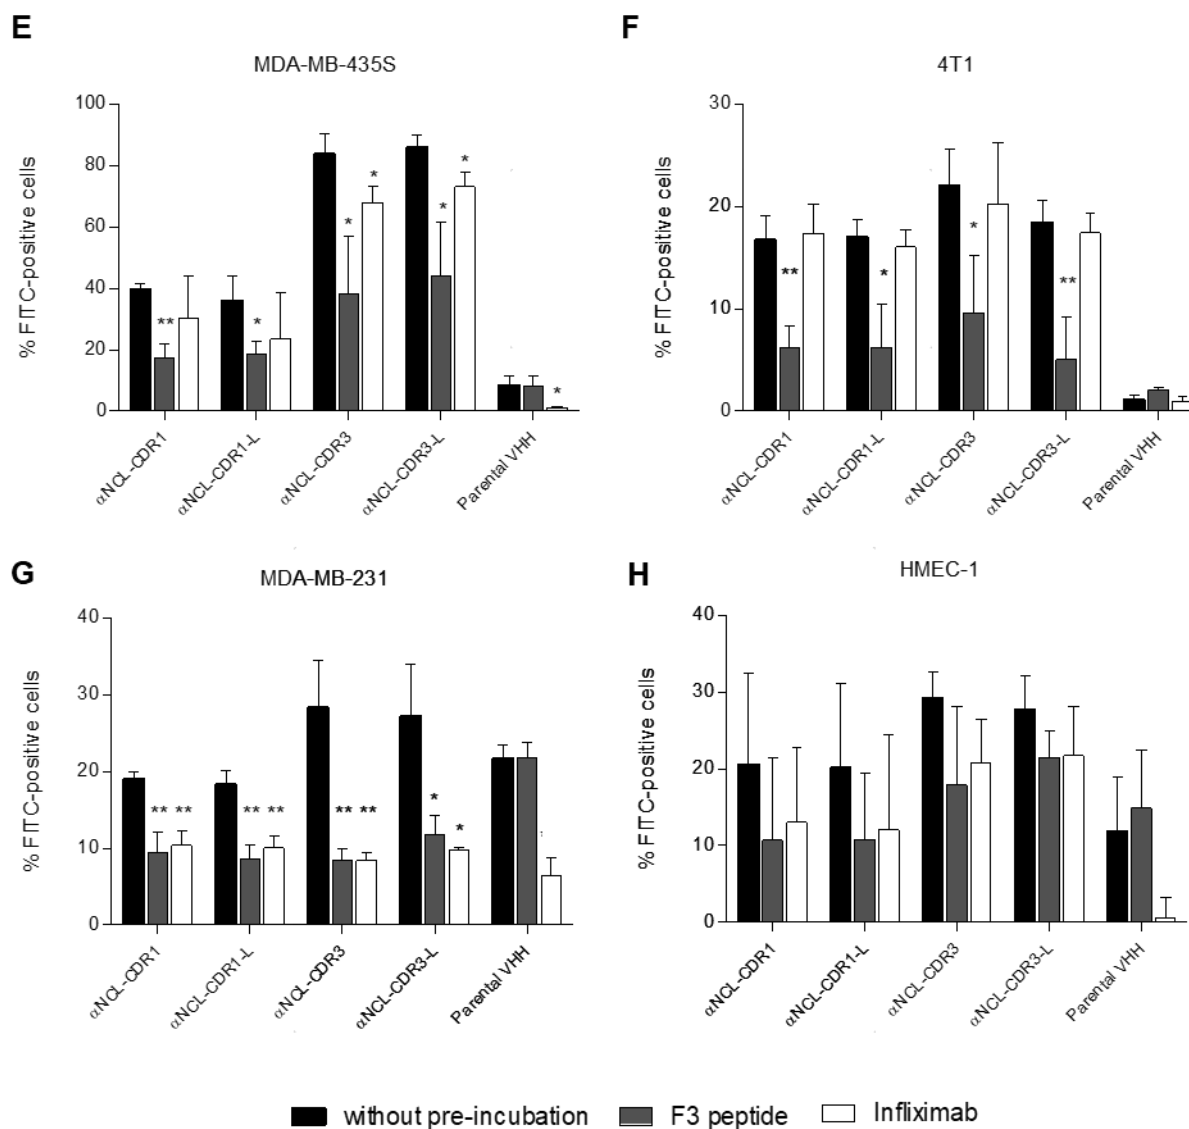 E
MDA-MB-435S
% FITC-positive cells
100
80
60
40
20
0
** * * * * * *
αNCL-CDR1
αNCL-CDR1-L
αNCL-CDR3
αNCL-CDR3-L
Parental VHH
F
4T1
% FITC-positive cells
30
20
10
0
** * * **
αNCL-CDR1
αNCL-CDR1-L
αNCL-CDR3
αNCL-CDR3-L
Parental VHH
G
MDA-MB-231
% FITC-positive cells
40
30
20
10
0
** ** ** ** ** ** * *
αNCL-CDR1
αNCL-CDR1-L
αNCL-CDR3
αNCL-CDR3-L
Parental VHH
H
HMEC-1
% FITC-positive cells
40
30
20
10
0
αNCL-CDR1
αNCL-CDR1-L
αNCL-CDR3
αNCL-CDR3-L
Parental VHH
without pre-incubation F3 peptide Infliximab